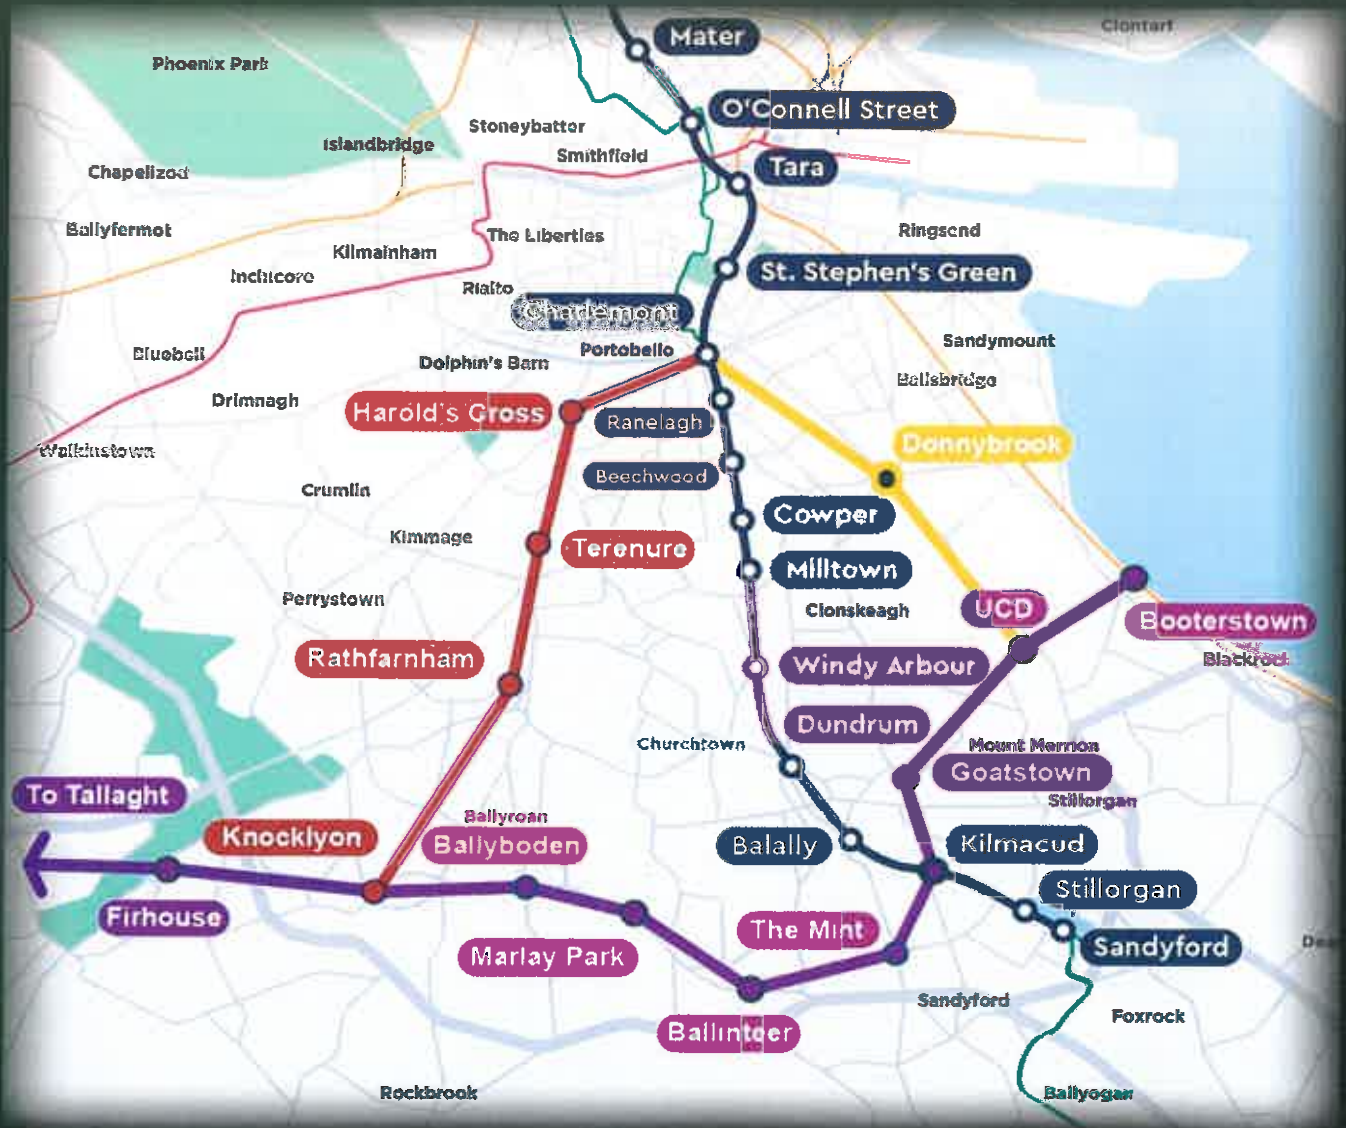 Clontarf
Mater
Phoenix Park
O'Connell Street
Stoneybatter
Islandbridge
Smithfield
Tara
Chapelizod
Ballyfermot
Ringsend
The Liberties
Kilmainham
Inchicore
St. Stephen's Green
Rialto
Charlemont
Sandymount
Portobello
Bluebell
Dolphin's Barn
Ballsbridge
Drimnagh
Harold's Cross
Ranelagh
Donnybrook
Walkinstown
Beechwood
Crumlin
Cowper
Kimmage
Terenure
Milltown
Perrystown
Clonskeagh
UCD
Booterstown
Rathfarnham
Windy Arbour
Blackrock
Dundrum
Churchtown
Mount Merrion
Goatstown
To Tallaght
Stillorgan
Ballyroan
Knocklyon
Ballyboden
Balally
Kilmacud
Stillorgan
Firhouse
The Mint
Sandyford
Marlay Park
Sandyford
Foxrock
Ballinteer
Rockbrook
Ballyogan